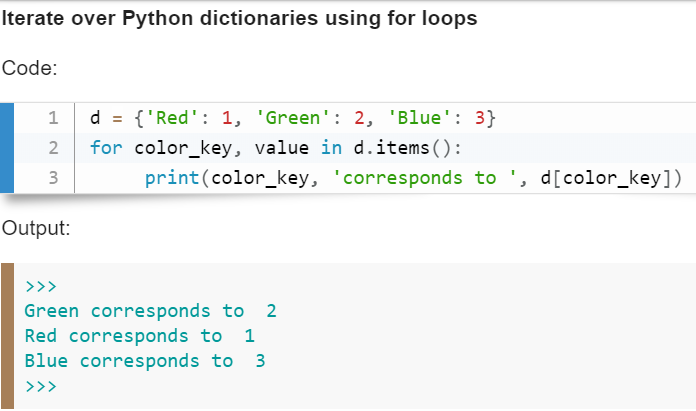 Iterate over Python dictionaries using for loops
Code:
1 d = {'Red': 1, 'Green': 2, 'Blue': 3}
2 for color_key, value in d.items():
3      print(color_key, 'corresponds to ', d[color_key])
Output:
>>>
Green corresponds to  2
Red corresponds to  1
Blue corresponds to  3
>>>